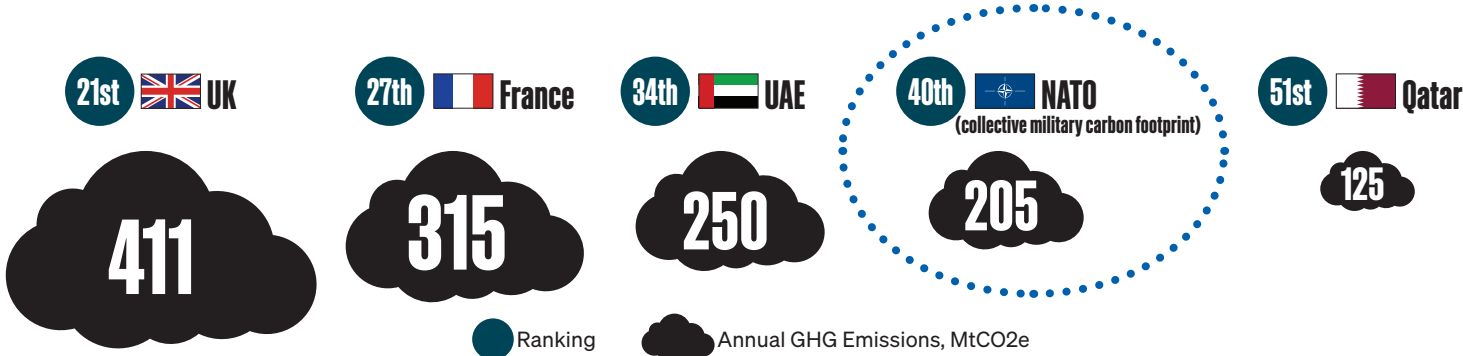 21st UK
27th France
34th UAE
40th NATO
(collective military carbon footprint)
51st Qatar
411
315
250
205
125
Ranking
Annual GHG Emissions, MtCO2e